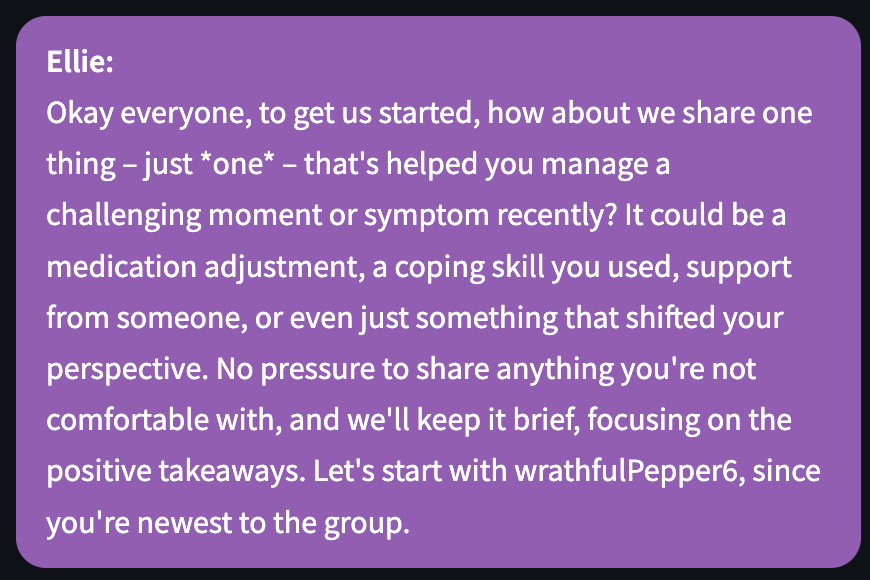 Ellie:
Okay everyone, to get us started, how about we share one
thing – just *one* – that's helped you manage a
challenging moment or symptom recently? It could be a
medication adjustment, a coping skill you used, support
from someone, or even just something that shifted your
perspective. No pressure to share anything you're not
comfortable with, and we'll keep it brief, focusing on the
positive takeaways. Let's start with wrathfulPepper6, since
you're newest to the group.